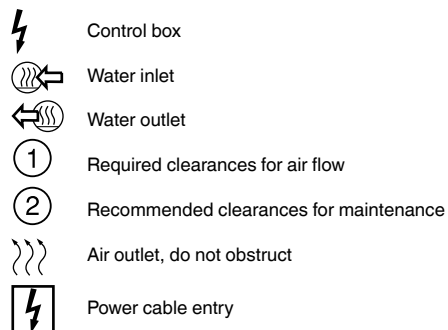 Control box
Water inlet
Water outlet
1 Required clearances for air flow
2 Recommended clearances for maintenance
Air outlet, do not obstruct
Power cable entry